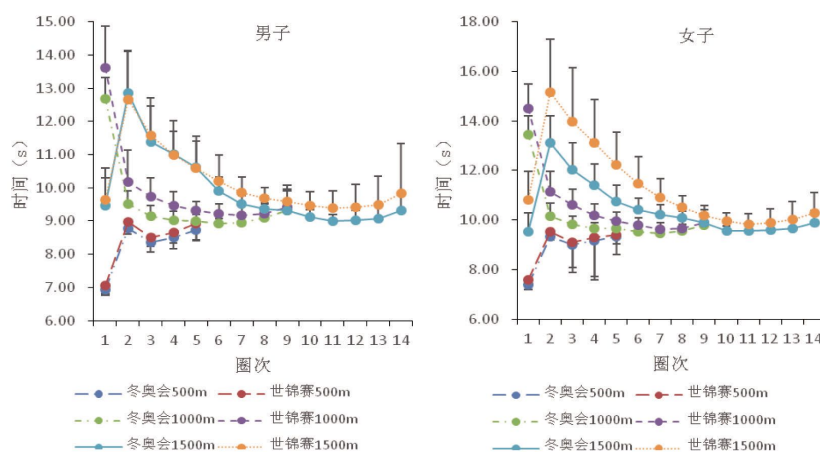 男子
15.00
14.00
13.00
12.00
11.00
10.00
9.00
8.00
7.00
6.00
时间（s）
1 2 3 4 5 6 7 8 9 10 11 12 13 14
圈次
冬奥会500m 世锦赛500m
冬奥会1000m 世锦赛1000m
冬奥会1500m 世锦赛1500m
女子
18.00
16.00
14.00
12.00
10.00
8.00
6.00
时间（s）
1 2 3 4 5 6 7 8 9 10 11 12 13 14
圈次
冬奥会500m 世锦赛500m
冬奥会1000m 世锦赛1000m
冬奥会1500m 世锦赛1500m